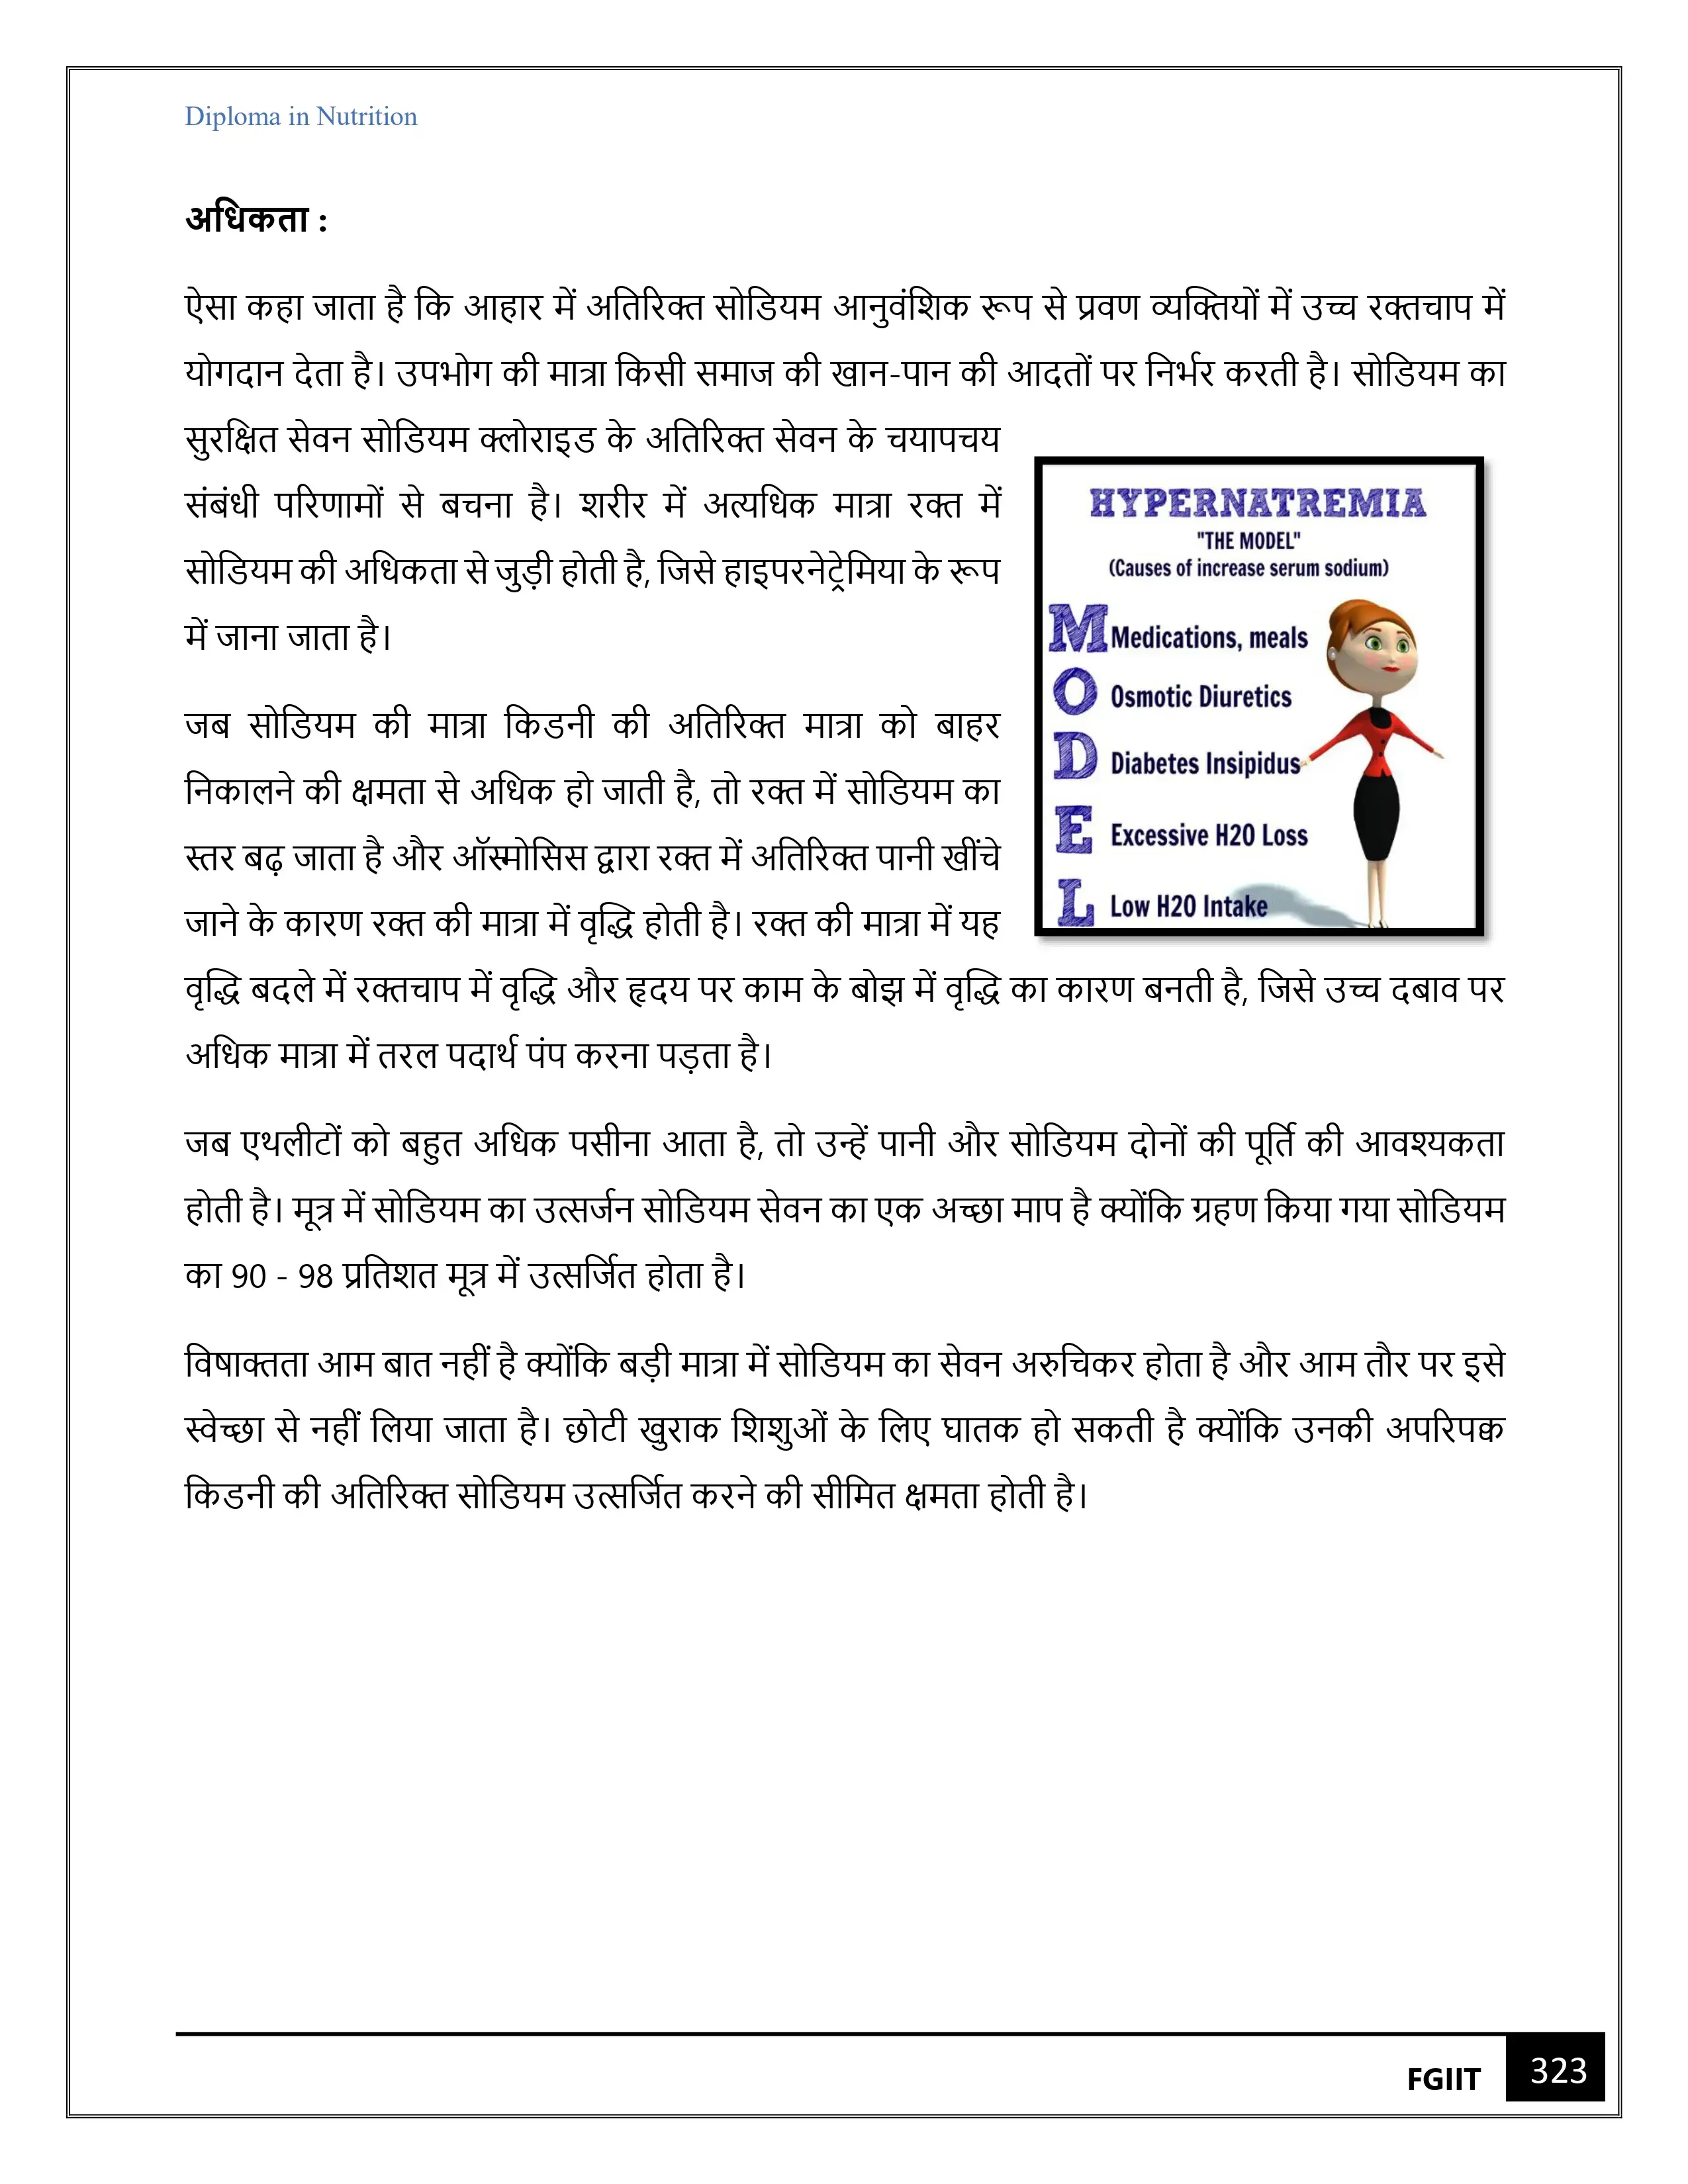 Diploma in Nutrition
अधिकता :
ऐसा कहा जाता है कि आहार में अतिरिक्त सोडियम आनुवंशिक रूप से प्रवण व्यक्तियों में उच्च रक्तचाप में
योगदान देता है। उपभोग की मात्रा किसी समाज की खान-पान की आदतों पर निर्भर करती है। सोडियम का
सुरक्षित सेवन सोडियम क्लोराइड के अतिरिक्त सेवन के चयापचय
संबंधी परिणामों से बचना है। शरीर में अत्यधिक मात्रा रक्त में
सोडियम की अधिकता से जुड़ी होती है, जिसे हाइपरनेट्रेमिया के रूप
में जाना जाता है।
जब सोडियम की मात्रा किडनी की अतिरिक्त मात्रा को बाहर
निकालने की क्षमता से अधिक हो जाती है, तो रक्त में सोडियम का
स्तर बढ़ जाता है और ऑस्मोसिस द्वारा रक्त में अतिरिक्त पानी खींचे
जाने के कारण रक्त की मात्रा में वृद्धि होती है। रक्त की मात्रा में यह
वृद्धि बदले में रक्तचाप में वृद्धि और हृदय पर काम के बोझ में वृद्धि का कारण बनती है, जिसे उच्च दबाव पर
अधिक मात्रा में तरल पदार्थ पंप करना पड़ता है।
HYPERNATREMIA
"THE MODEL"
(Causes of increase serum sodium)
M Medications, meals
O Osmotic Diuretics
D Diabetes Insipidus
E Excessive H20 Loss
L Low H20 Intake
जब एथलीटों को बहुत अधिक पसीना आता है, तो उन्हें पानी और सोडियम दोनों की पूर्ति की आवश्यकता
होती है। मूत्र में सोडियम का उत्सर्जन सोडियम सेवन का एक अच्छा माप है क्योंकि ग्रहण किया गया सोडियम
का 90 - 98 प्रतिशत मूत्र में उत्सर्जित होता है।
विषाक्तता आम बात नहीं है क्योंकि बड़ी मात्रा में सोडियम का सेवन अरुचिकर होता है और आम तौर पर इसे
स्वेच्छा से नहीं लिया जाता है। छोटी खुराक शिशुओं के लिए घातक हो सकती है क्योंकि उनकी अपरिपक्व
किडनी की अतिरिक्त सोडियम उत्सर्जित करने की सीमित क्षमता होती है।
FGIIT 323